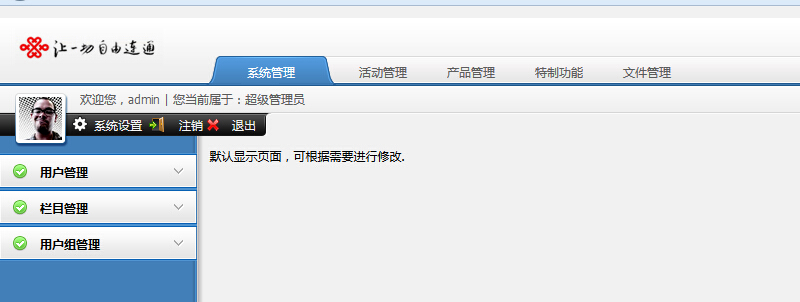 让一切自由连通
系统管理 活动管理 产品管理 特制功能 文件管理
欢迎您，admin | 您当前属于：超级管理员
系统设置 注销 退出
默认显示页面，可根据需要进行修改.
用户管理
栏目管理
用户组管理